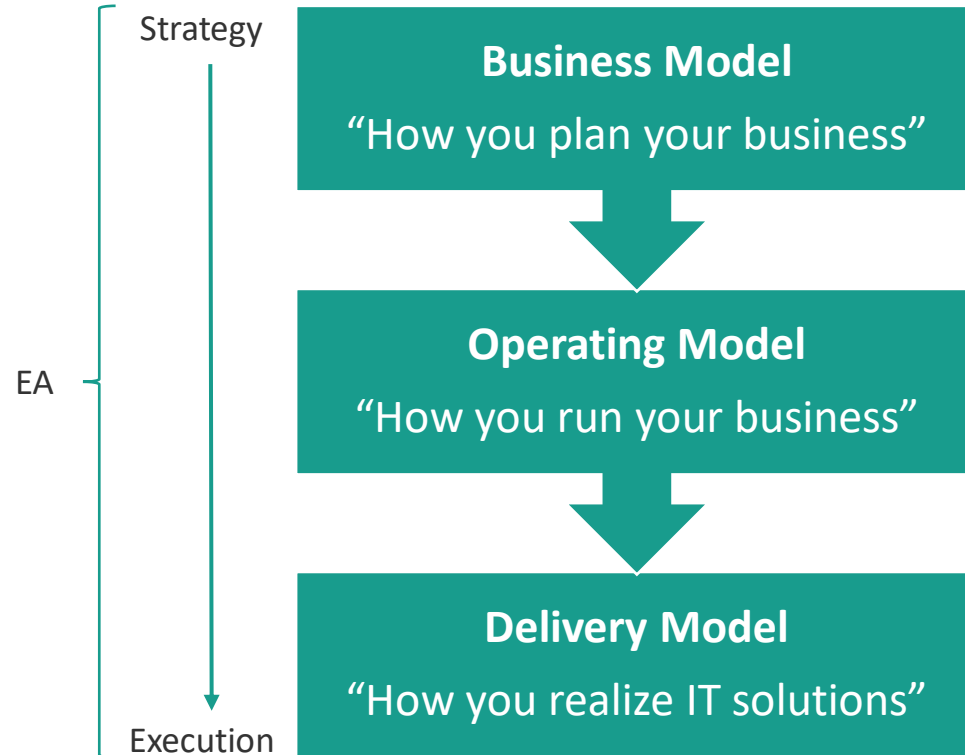 Strategy
Business Model
“How you plan your business”
Operating Model
EA
“How you run your business”
Delivery Model
“How you realize IT solutions”
Execution